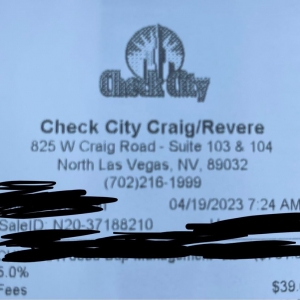 Check City
Check City Craig/Revere
825 W Craig Road - Suite 103 & 104
North Las Vegas, NV, 89032
(702)216-1999
04/19/2023 7:24 AM
SaleID: N20-37188210
5.0%
Fees $39.